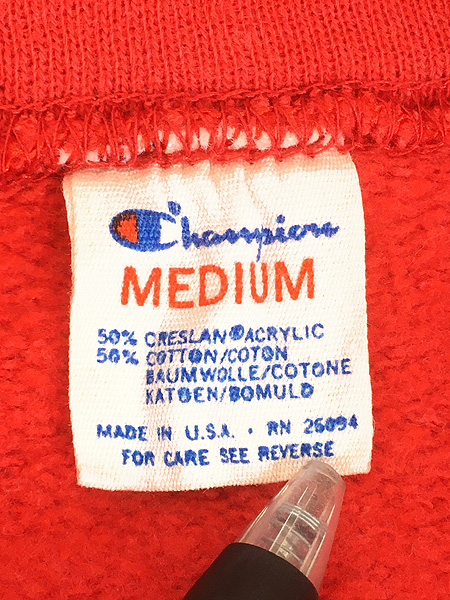 Champion
MEDIUM
50% CRESLAN® ACRYLIC
50% COTTON/COTON
BAUMWOLLE/COTONE
KATOEN/BOMULD
MADE IN U.S.A. • RN 26094
FOR CARE SEE REVERSE